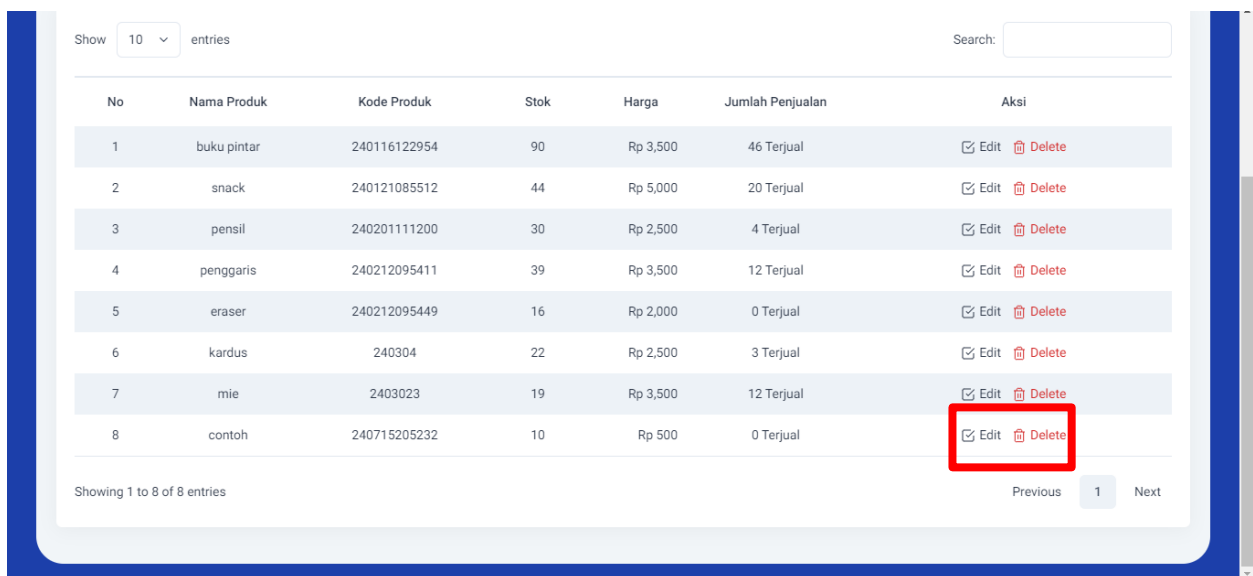 Show 10 entries Search:
No Nama Produk Kode Produk Stok Harga Jumlah Penjualan Aksi
1 buku pintar 240116122954 90 Rp 3,500 46 Terjual Edit Delete
2 snack 240121085512 44 Rp 5,000 20 Terjual Edit Delete
3 pensil 240201111200 30 Rp 2,500 4 Terjual Edit Delete
4 penggaris 240212095411 39 Rp 3,500 12 Terjual Edit Delete
5 eraser 240212095449 16 Rp 2,000 0 Terjual Edit Delete
6 kardus 240304 22 Rp 2,500 3 Terjual Edit Delete
7 mie 2403023 19 Rp 3,500 12 Terjual Edit Delete
8 contoh 240715205232 10 Rp 500 0 Terjual Edit Delete
Showing 1 to 8 of 8 entries Previous 1 Next